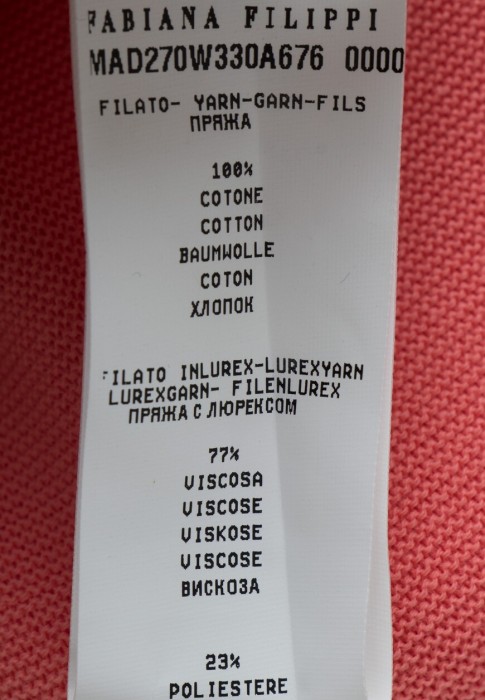 FABIANA FILIPPI
MAD270W330A676 0000
FILATO- YARN-GARN-FILS
ПРЯЖА
100%
COTONE
COTTON
BAUMWOLLE
COTON
ХЛОПОК
FILATO INLUREX-LUREXYARN
LUREXGARN- FILENLUREX
ПРЯЖА С ЛЮРЕКСОМ
77%
VISCOSA
VISCOSE
VISKOSE
VISCOSE
ВИСКОЗА
23%
POLIESTERE